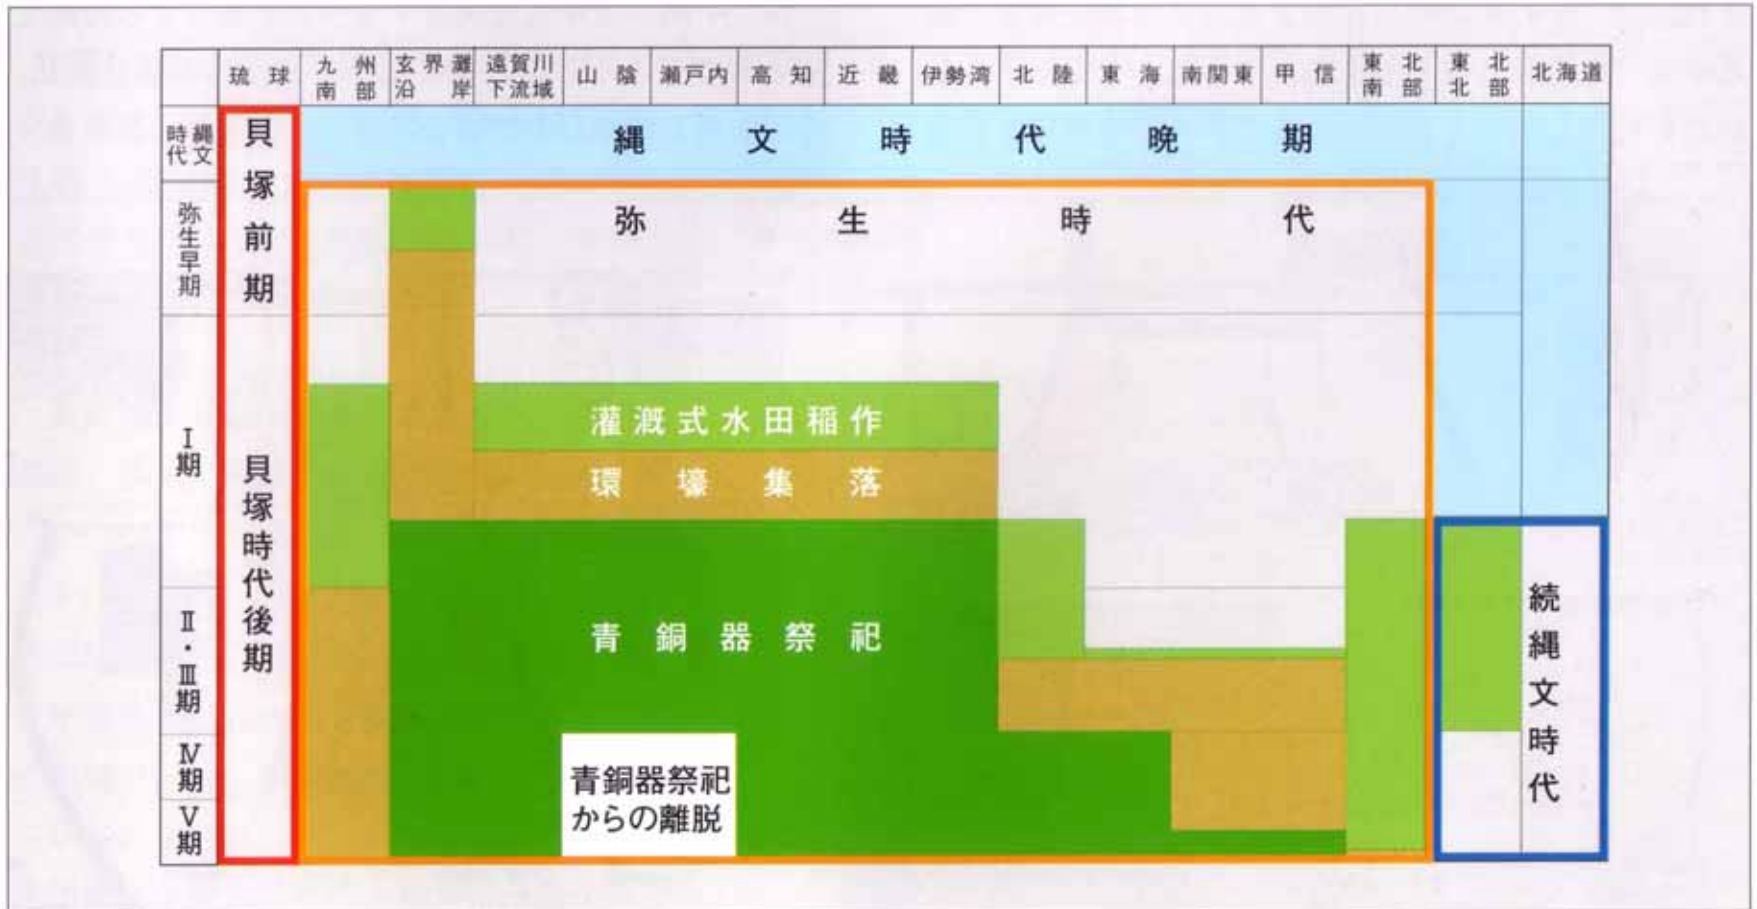 琉球
九州
南部
玄界灘
沿岸
遠賀川
下流域
山陰
瀬戸内
高知
近畿
伊勢湾
北陸
東海
南関東
甲信
東北
南部
東北
北部
北海道
縄文
時代
弥生早期
Ⅰ期
Ⅱ・Ⅲ期
Ⅳ期
Ⅴ期
貝塚前期
貝塚時代後期
縄文時代晩期
弥生時代
灌漑式水田稲作
環壕集落
青銅器祭祀
青銅器祭祀
からの離脱
続縄文時代